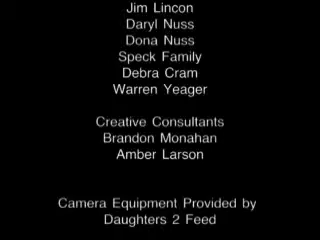 Jim Lincon
Daryl Nuss
Dona Nuss
Speck Family
Debra Cram
Warren Yeager
Creative Consultants
Brandon Monahan
Amber Larson
Camera Equipment Provided by
Daughters 2 Feed